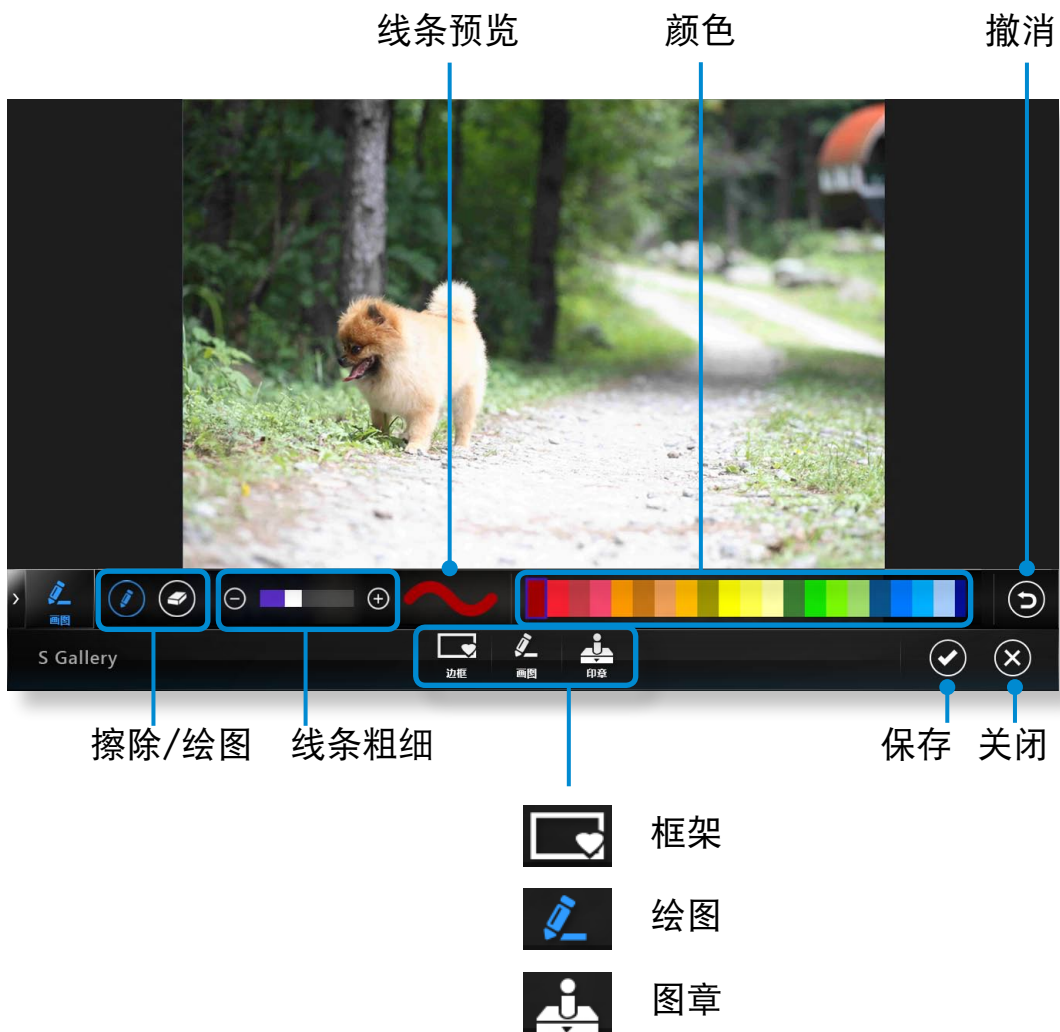 线条预览 颜色 撤消
画图
S Gallery 边框 画图 印章
擦除/绘图 线条粗细 保存 关闭
框架
绘图
图章